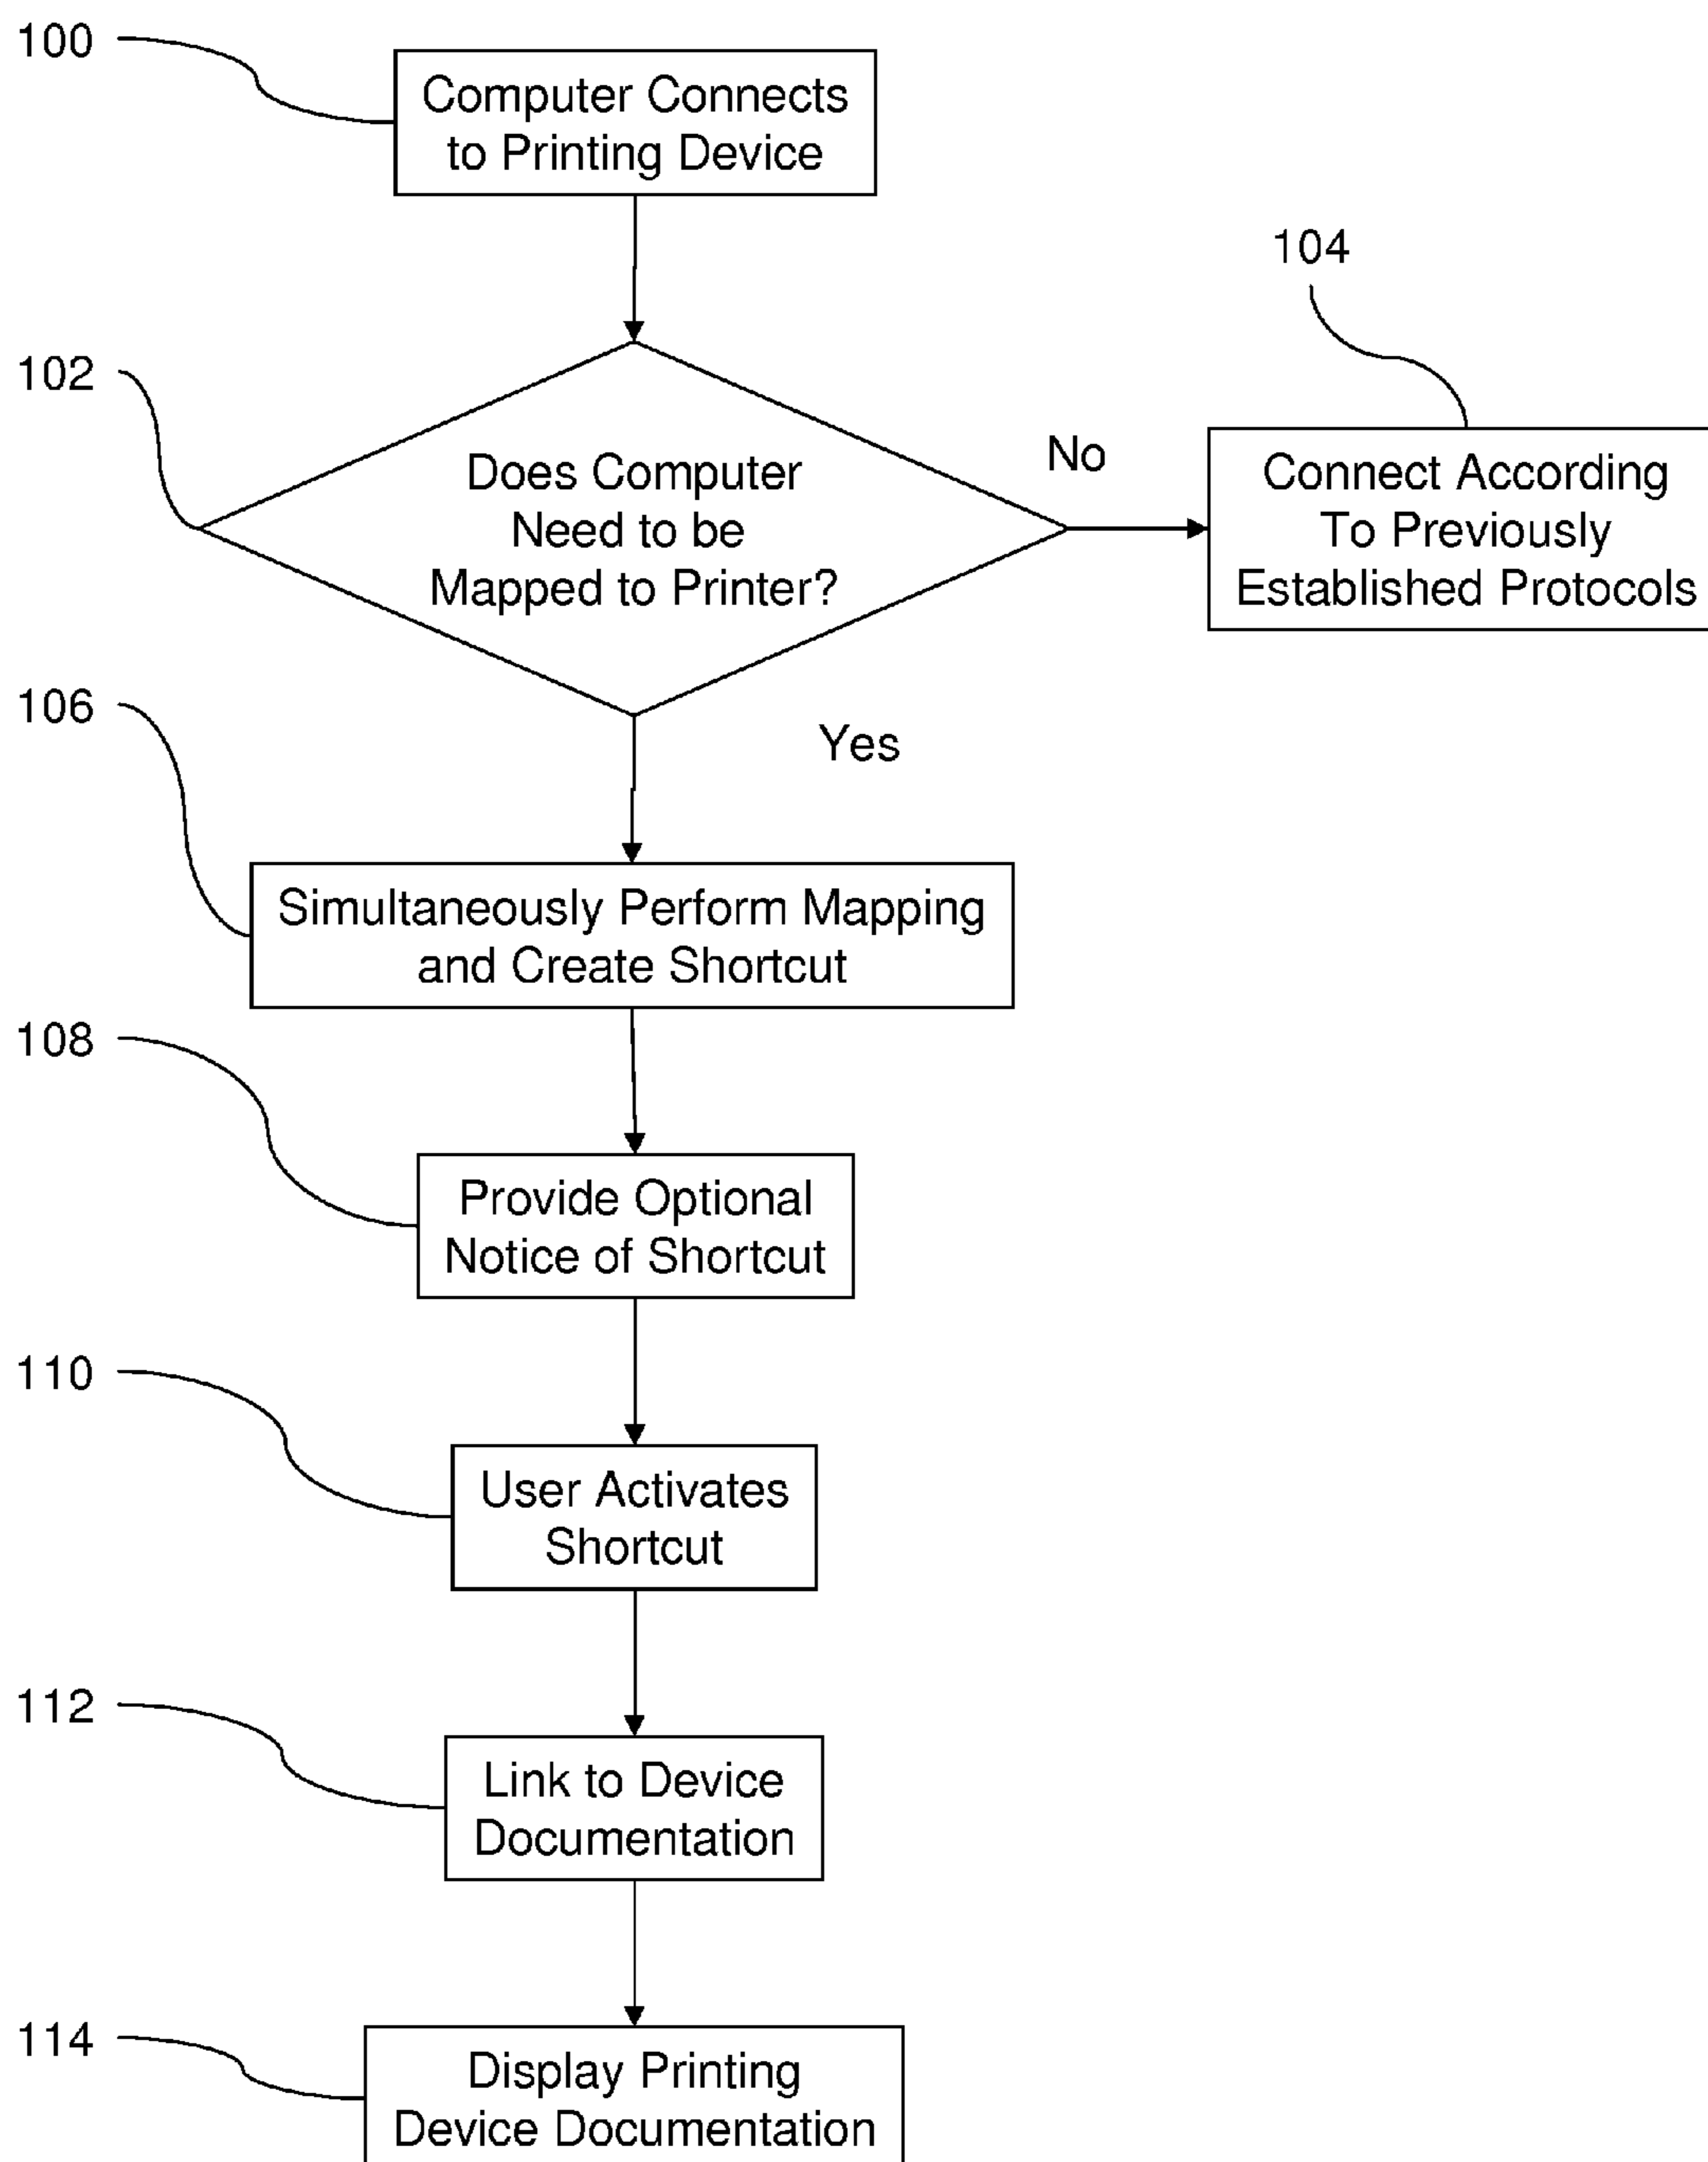 100
Computer Connects
to Printing Device
104
102
Does Computer
Need to be
Mapped to Printer?
No
Connect According
To Previously
Established Protocols
106
Yes
Simultaneously Perform Mapping
and Create Shortcut
108
Provide Optional
Notice of Shortcut
110
User Activates
Shortcut
112
Link to Device
Documentation
114
Display Printing
Device Documentation